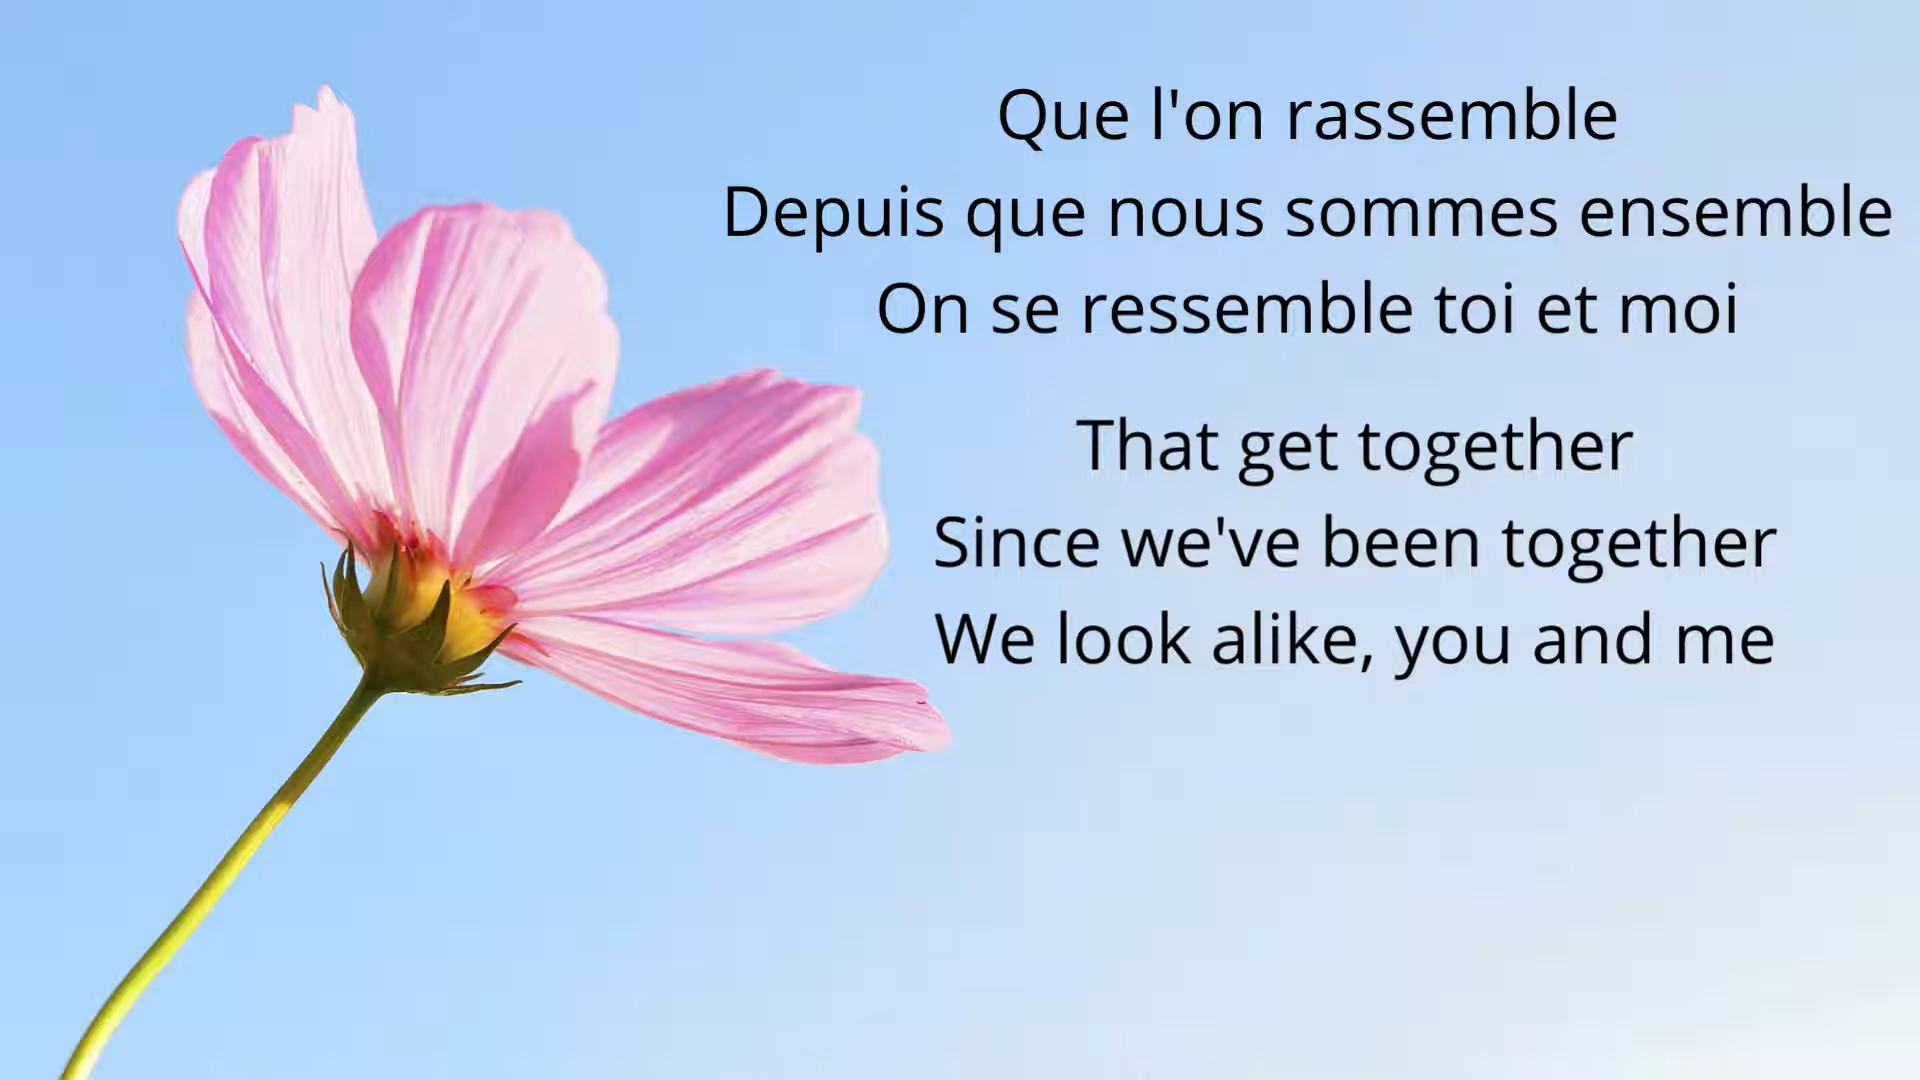 Que l'on rassemble
Depuis que nous sommes ensemble
On se ressemble toi et moi
That get together
Since we've been together
We look alike, you and me